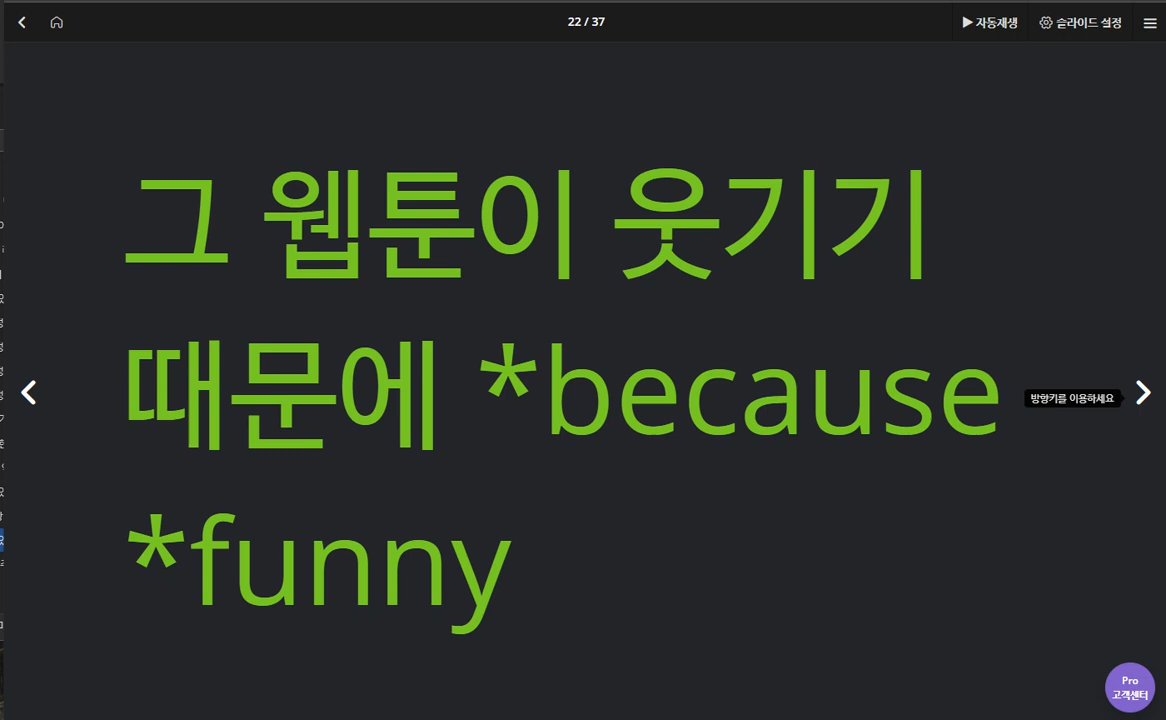 22 / 37
▶ 자동재생
슬라이드 설정
그 웹툰이 웃기기
때문에 *because
*funny
방향키를 이용하세요
Pro
고객센터